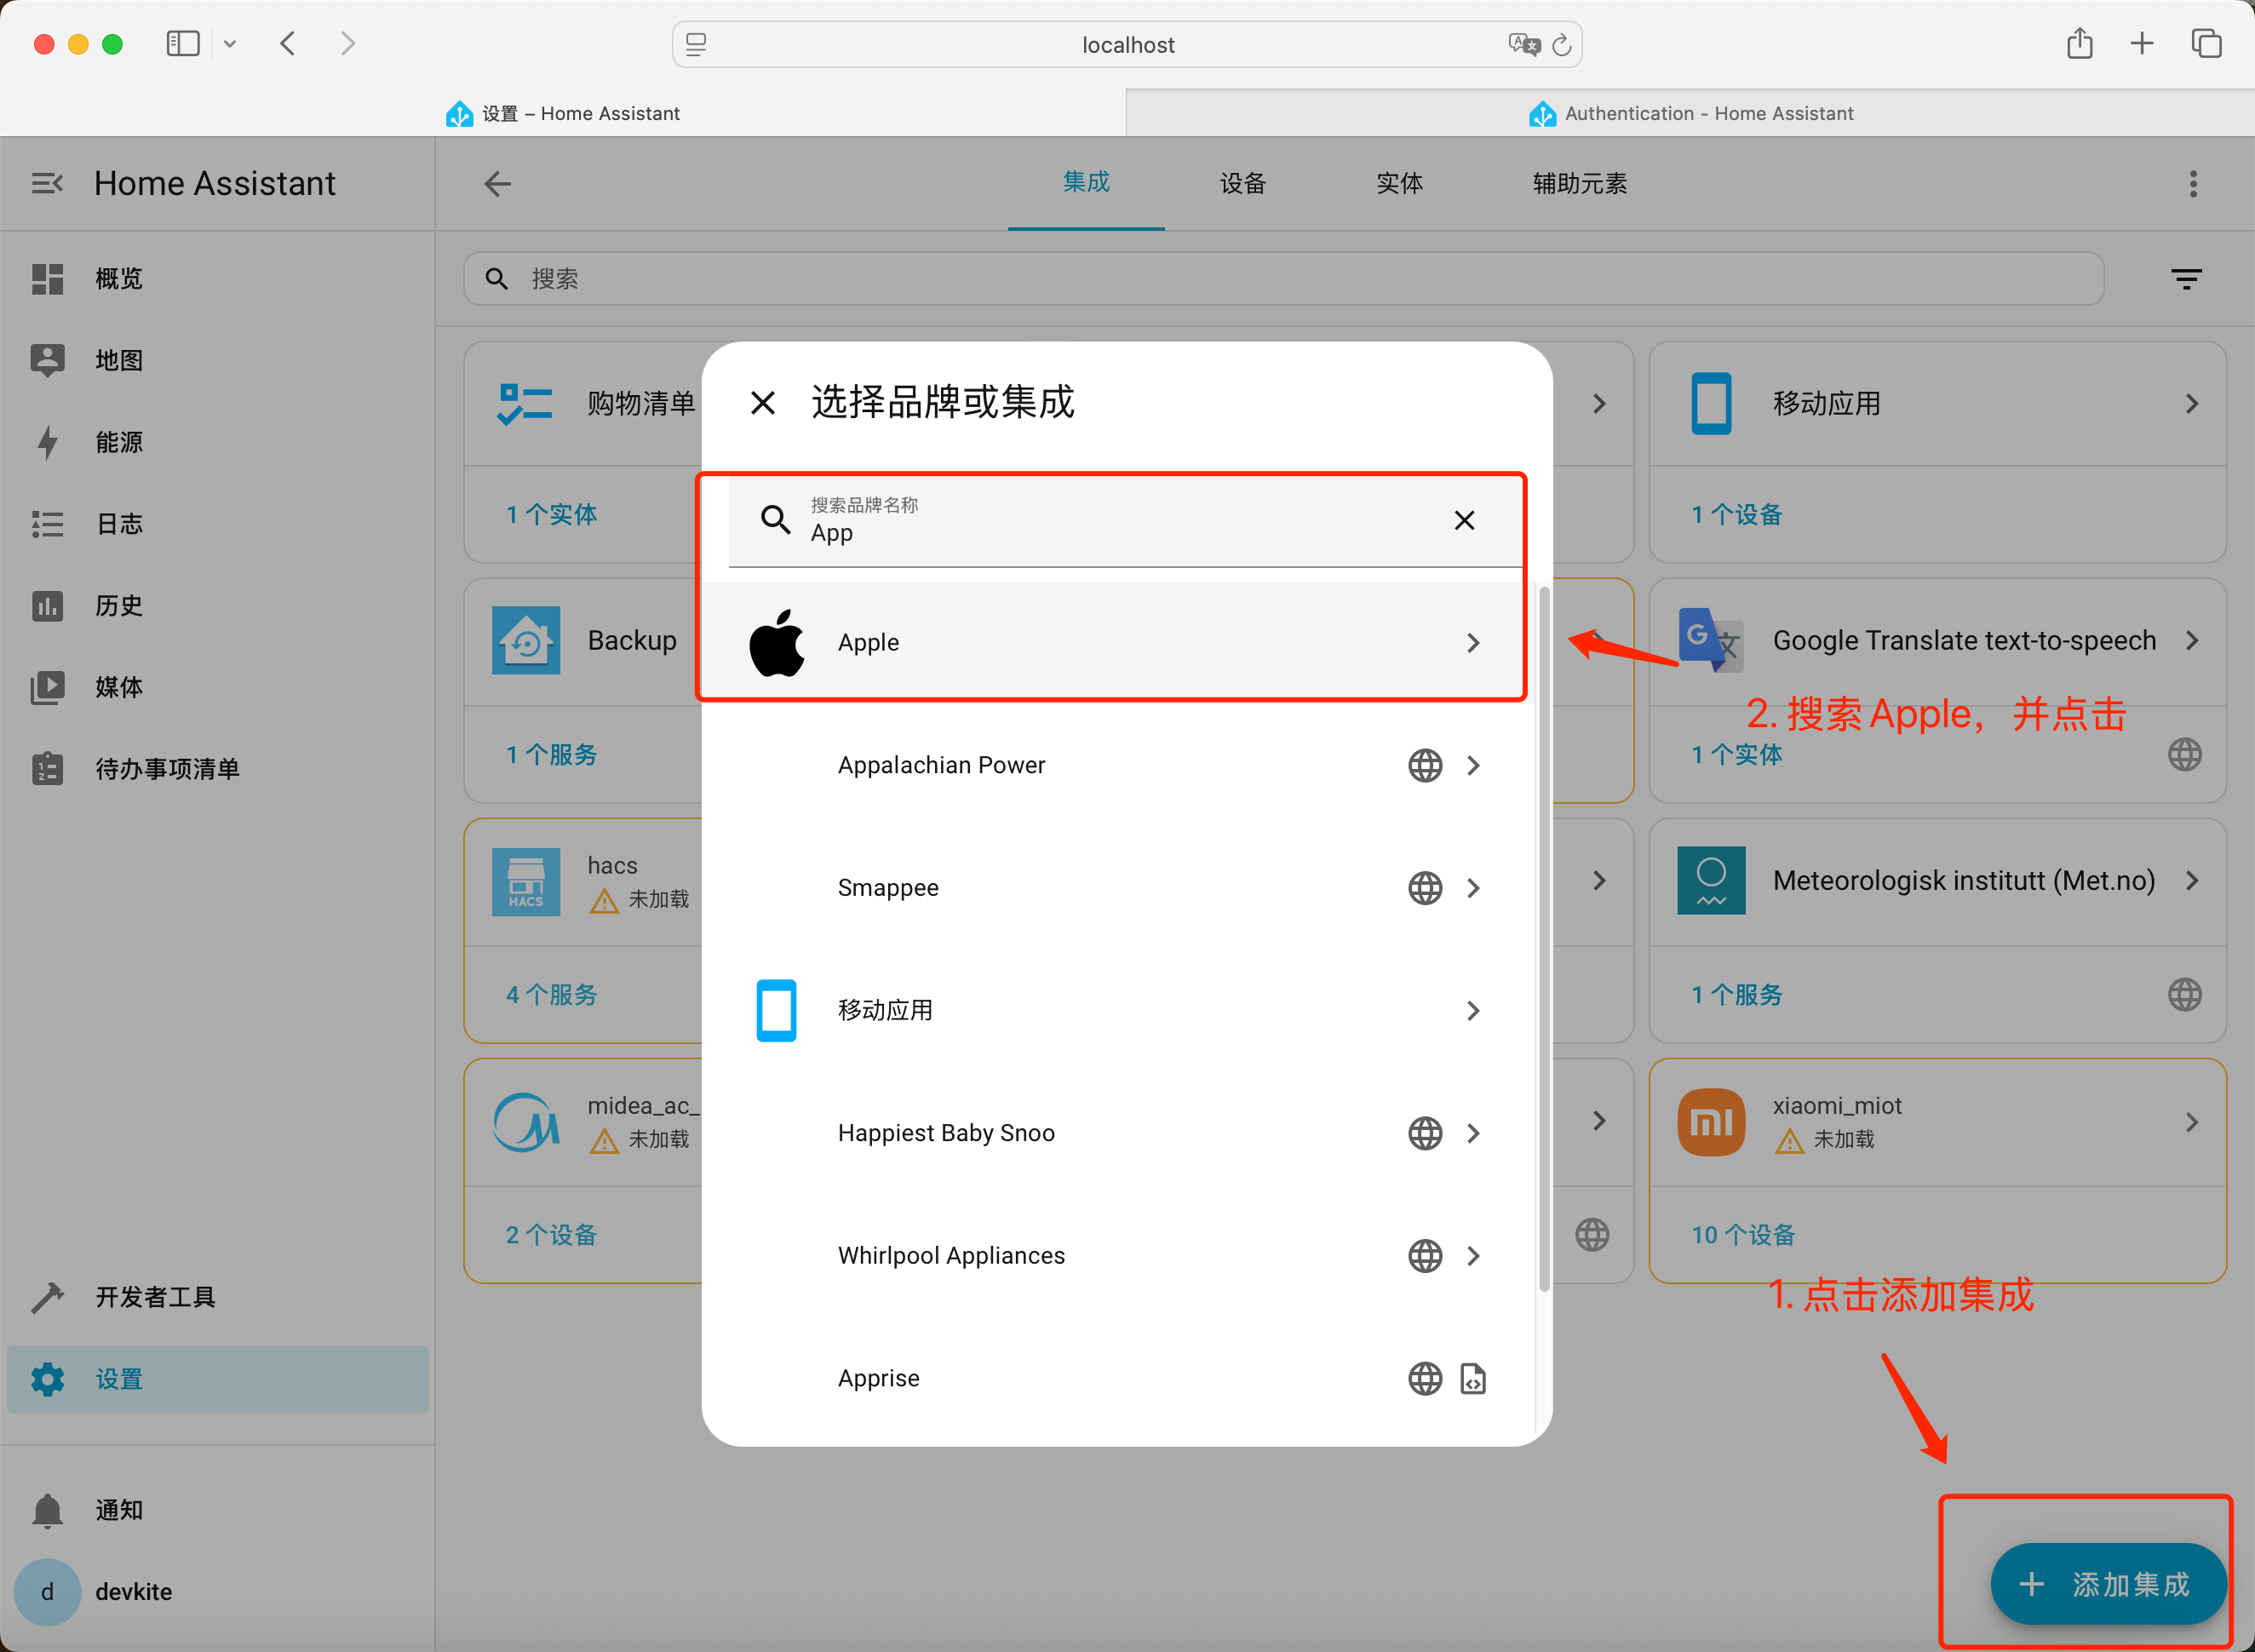 localhost
设置 – Home Assistant
Authentication - Home Assistant
Home Assistant
集成
设备
实体
辅助元素
概览
地图
能源
日志
历史
媒体
待办事项清单
开发者工具
设置
通知
d
devkite
搜索
购物清单
1 个实体
移动应用
1 个设备
Backup
1 个服务
G
Google Translate text-to-speech
1 个实体
HACS
hacs
未加载
4 个服务
Meteorologisk institutt (Met.no)
1 个服务
midea_ac_
未加载
2 个设备
xiaomi_miot
未加载
10 个设备
选择品牌或集成
搜索品牌名称
App
Apple
Appalachian Power
Smappee
移动应用
Happiest Baby Snoo
Whirlpool Appliances
Apprise
2. 搜索Apple，并点击
1. 点击添加集成
添加集成